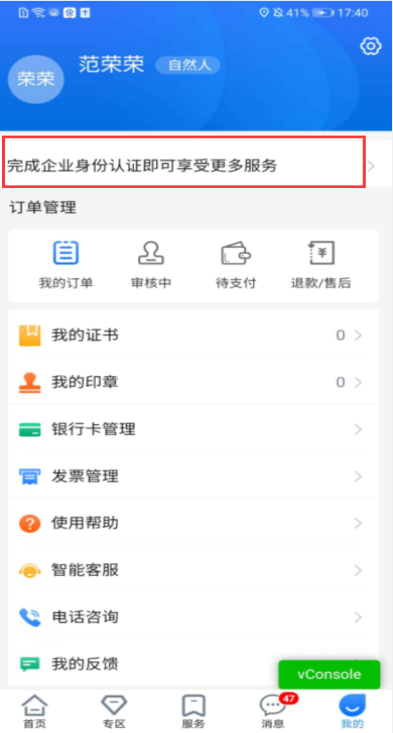 41% 17:40
荣荣 范荣荣 自然人
完成企业身份认证即可享受更多服务
订单管理
我的订单 审核中 待支付 退款/售后
我的证书 0
我的印章 0
银行卡管理
发票管理
使用帮助
智能客服
电话咨询
我的反馈
vConsole
47
首页 专区 服务 消息 我的